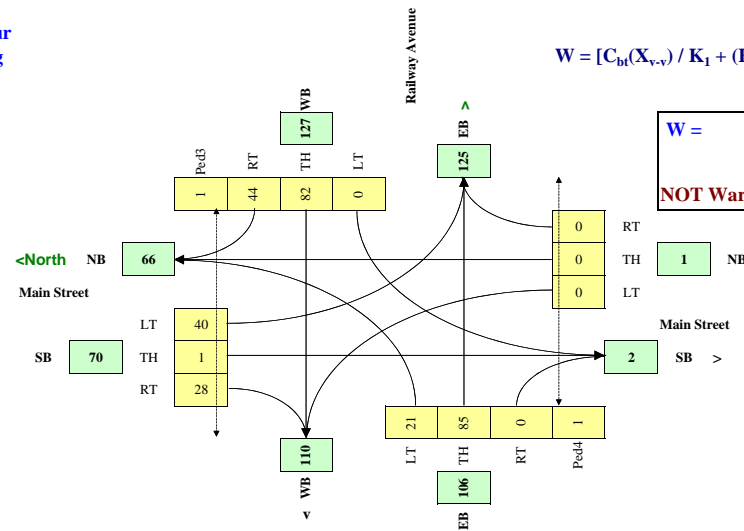 ur
g
Railway Avenue
W = [C_bt(X_v-v) / K_1 + (
W =
NOT War
WB
127
EB ^
125
Ped3 RT TH LT
1 44 82 0
<North NB 66
Main Street
0 RT
0 TH 1 NB
0 LT
LT 40
SB 70 TH 1
RT 28
Main Street
2 SB >
110
WB
v
21 85 0 1
LT TH RT Ped4
106
EB